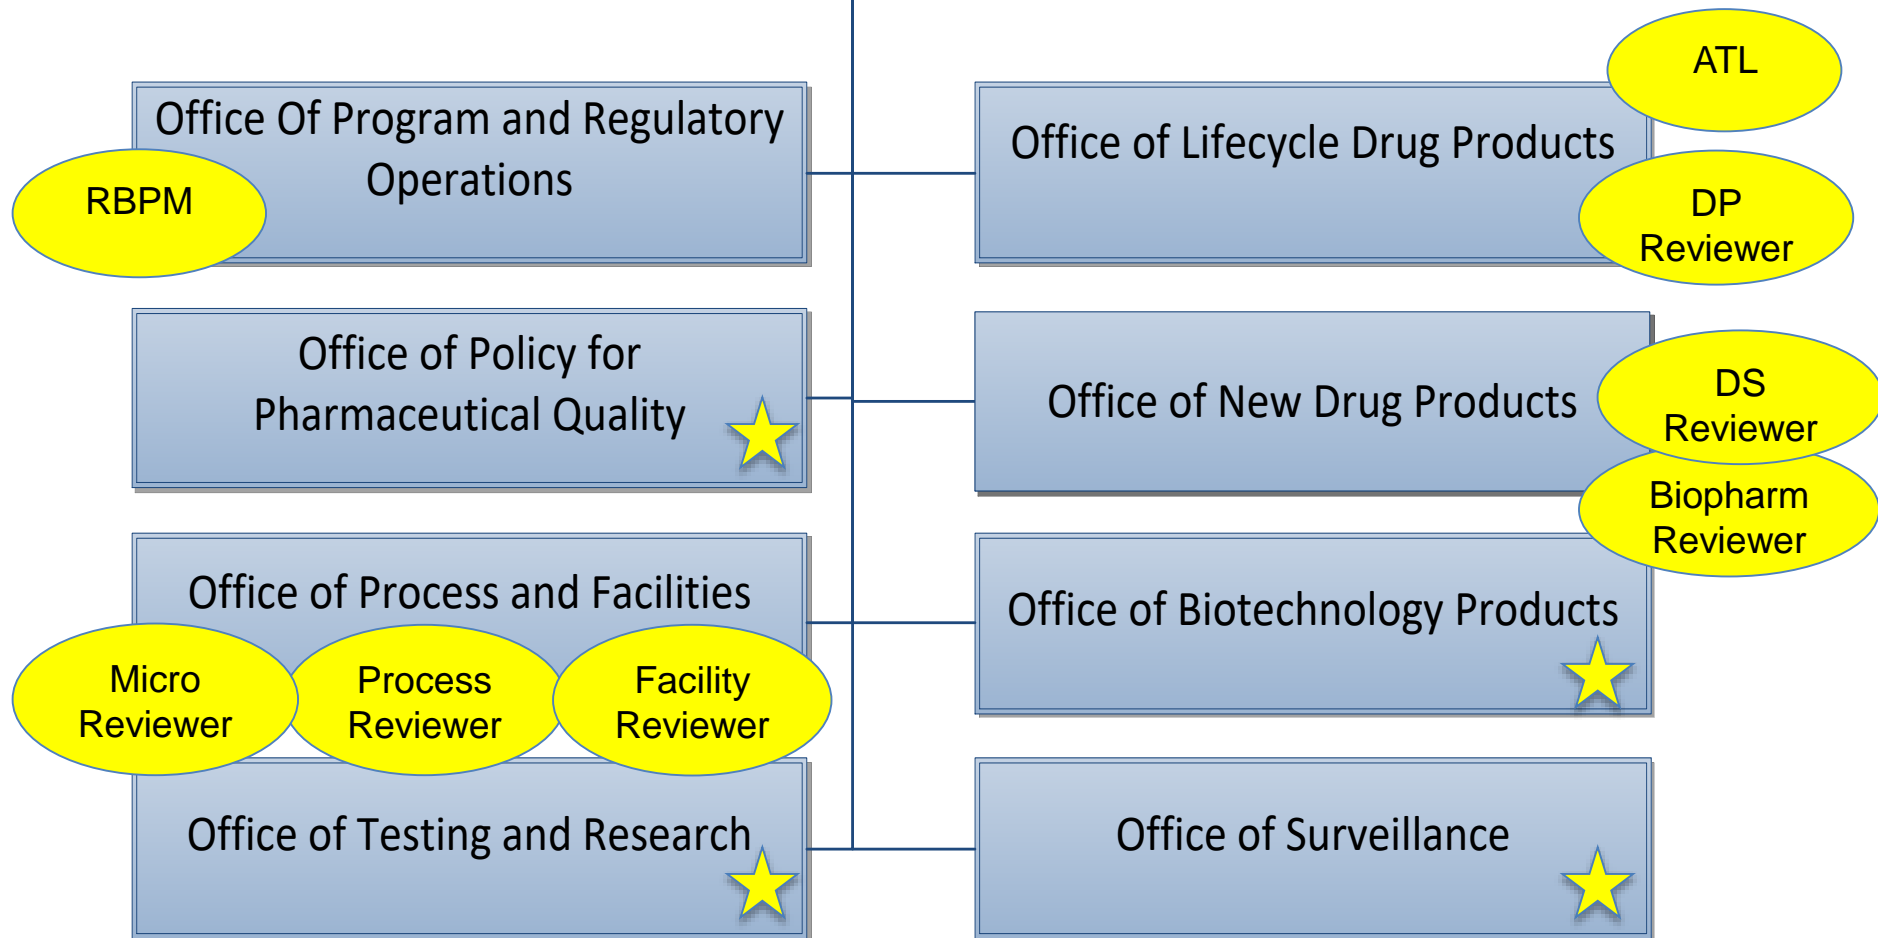 Office Of Program and Regulatory
Operations
RBPM
Office of Lifecycle Drug Products
ATL
DP
Reviewer
Office of Policy for
Pharmaceutical Quality
Office of New Drug Products
DS
Reviewer
Biopharm
Reviewer
Office of Process and Facilities
Micro
Reviewer
Process
Reviewer
Facility
Reviewer
Office of Biotechnology Products
Office of Testing and Research
Office of Surveillance